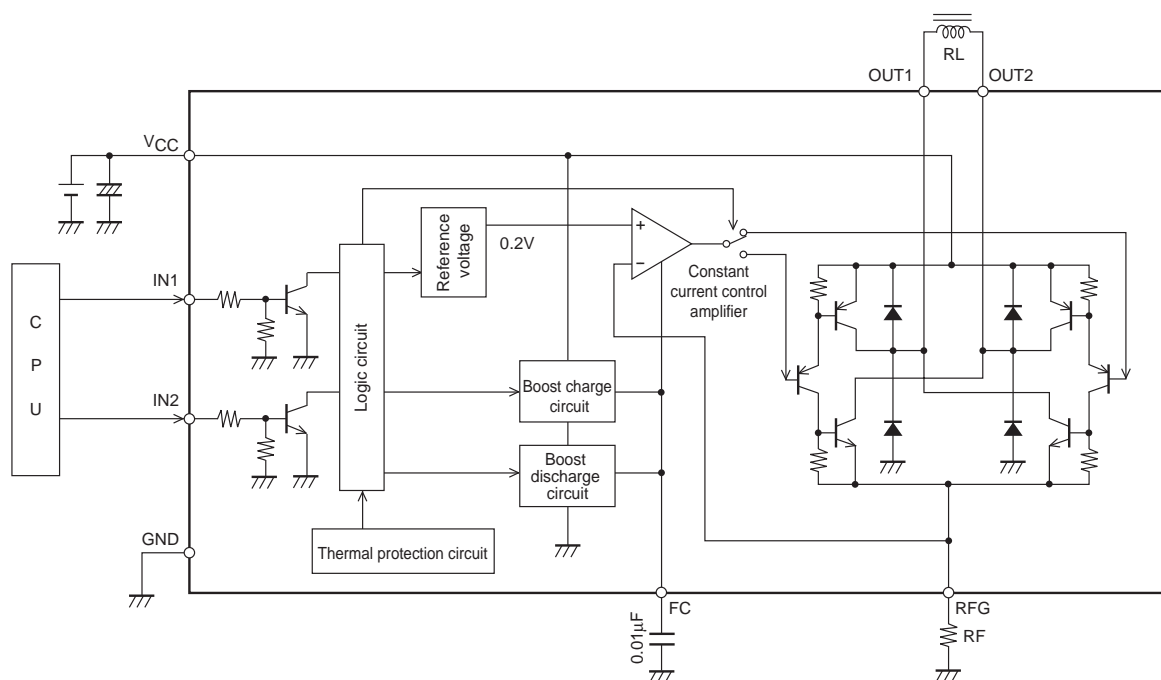 RL
OUT1
OUT2
VCC
Reference
voltage
0.2V
+
−
Constant
current control
amplifier
C
P
U
IN1
IN2
Logic circuit
Boost charge
circuit
Boost
discharge
circuit
GND
Thermal protection circuit
FC
RFG
0.01μF
RF